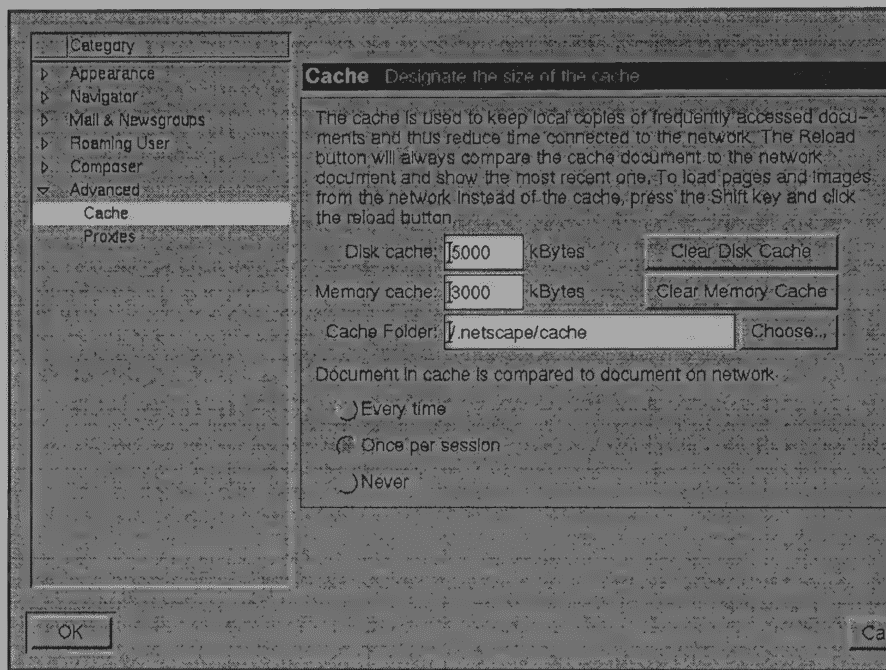 Category
Appearance
Navigator
Mail & Newsgroups
Roaming User
Composer
Advanced
Cache
Proxies
Cache Designate the size of the cache
The cache is used to keep local copies of frequently accessed docu-
ments and thus reduce time connected to the network. The Reload
button will always compare the cache document to the network
document and show the most recent one. To load pages and images
from the network instead of the cache, press the Shift key and click
the reload button.
Disk cache: 5000 kBytes Clear Disk Cache
Memory cache: 3000 kBytes Clear Memory Cache
Cache Folder: /.netscape/cache Choose...
Document in cache is compared to document on network
Every time
Once per session
Never
OK
Ca